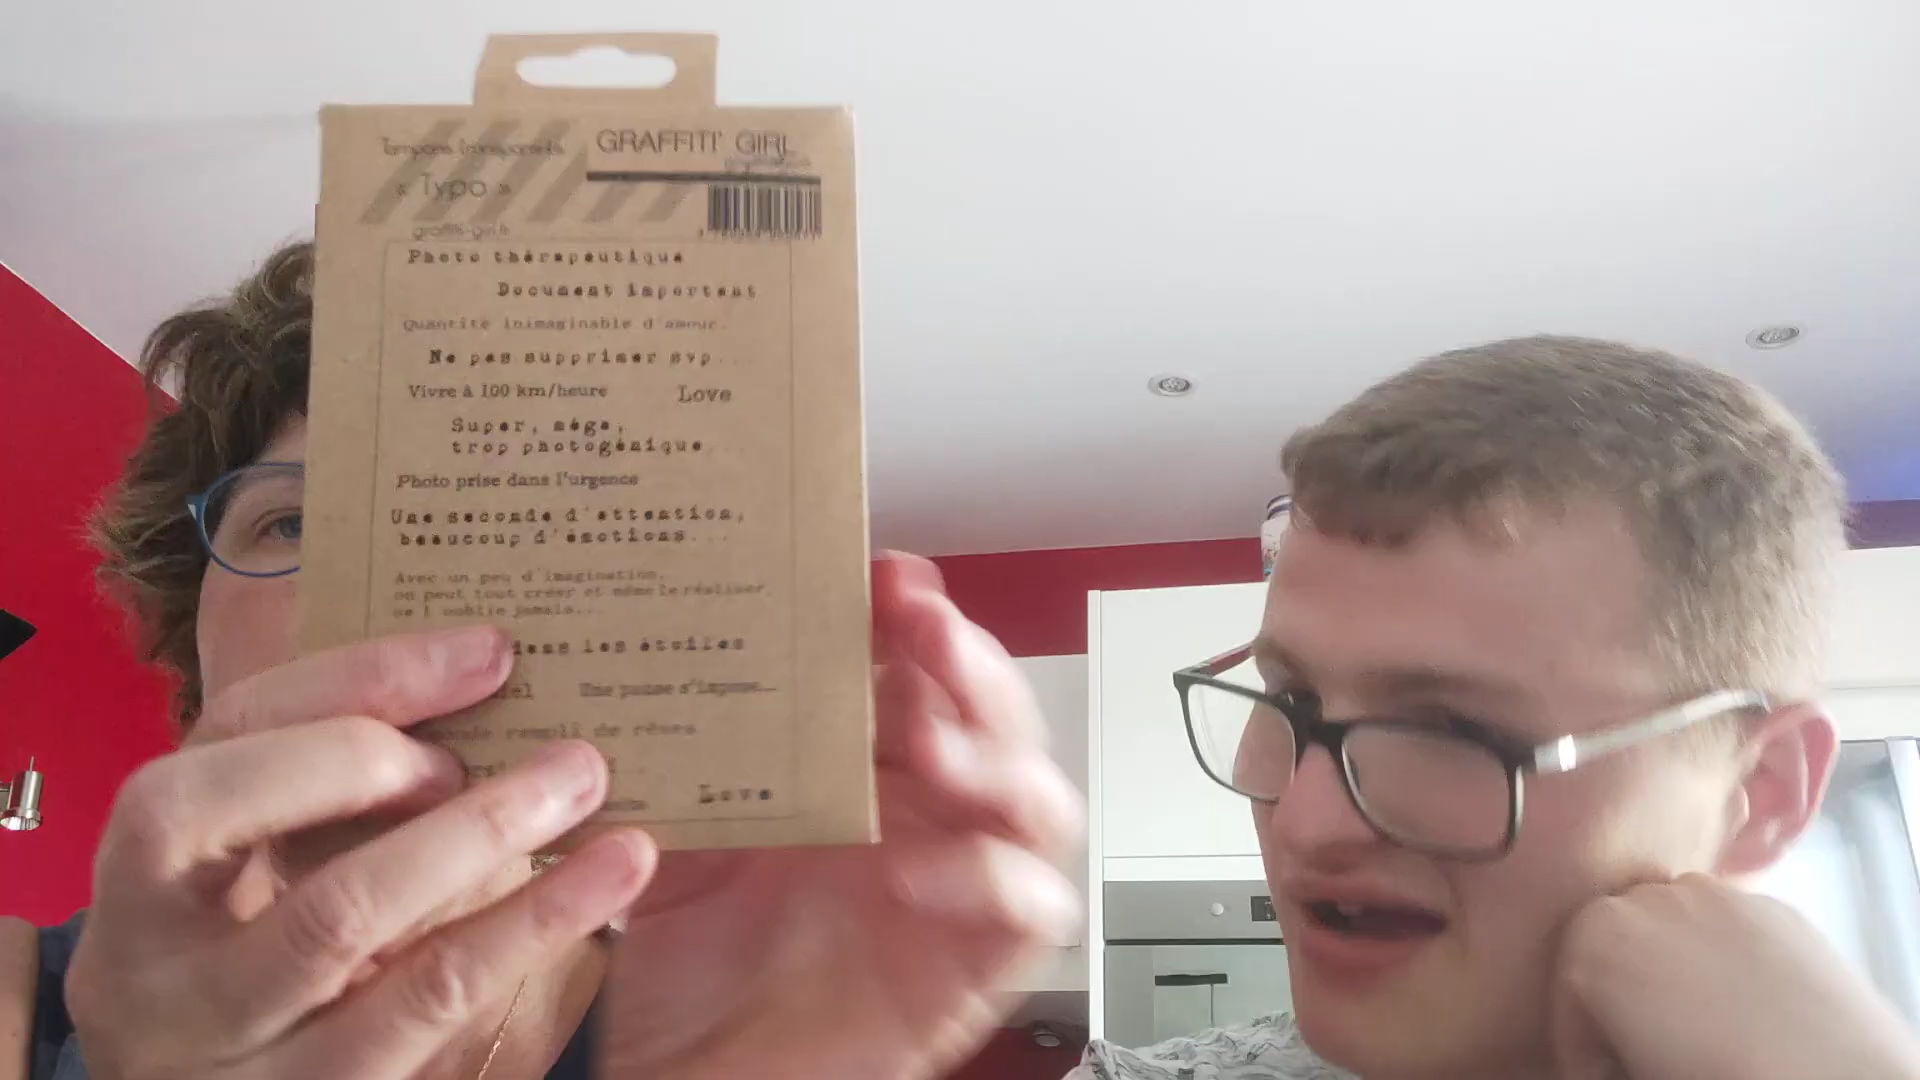 Tampons transparents
GRAFFITI' GIRL
« Typo »
Photo thérapeutique
Document important
Quantité inimaginable d'amour.
Ne pas supprimer svp...
Vivre à 100 km/heure
Love
Super, méga,
trop photogénique...
Photo prise dans l'urgence
Une seconde d'attention,
beaucoup d'émotions...
Avec un peu d'imagination,
on peut tout créer et même le réaliser,
ne l'oublie jamais...
dans les étoiles
Une pause s'impose...
rempli de rêves
Love